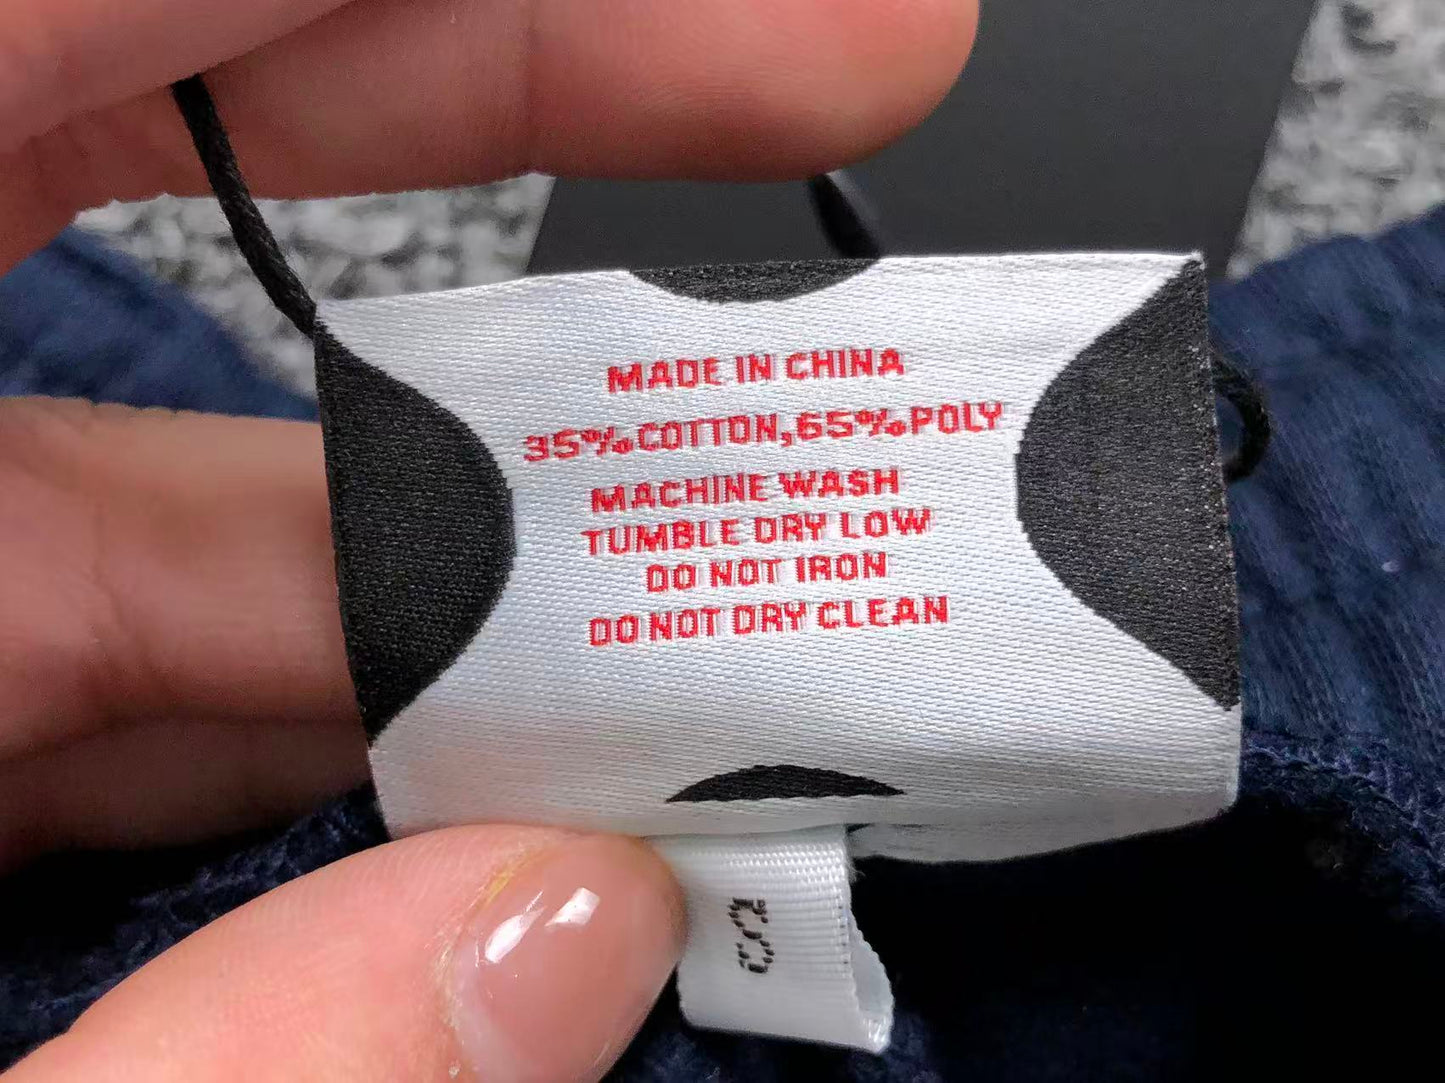 MADE IN CHINA
35%COTTON,65%POLY
MACHINE WASH
TUMBLE DRY LOW
DO NOT IRON
DO NOT DRY CLEAN